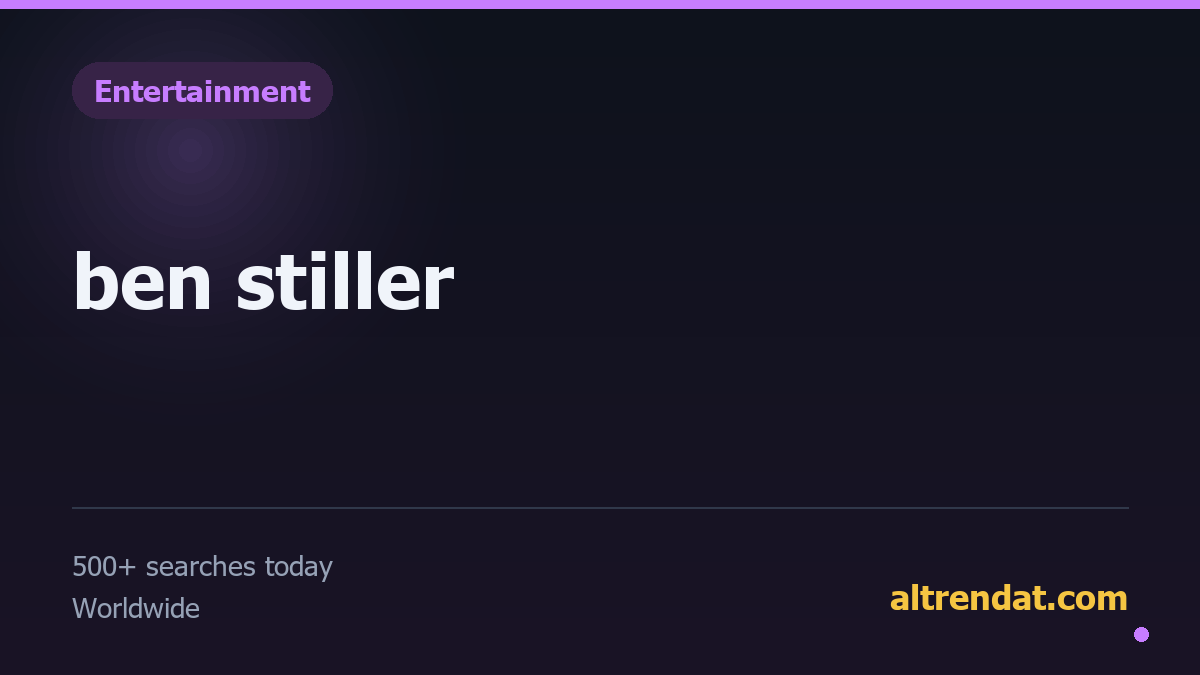 Entertainment
ben stiller
500+ searches today
Worldwide
altrendat.com